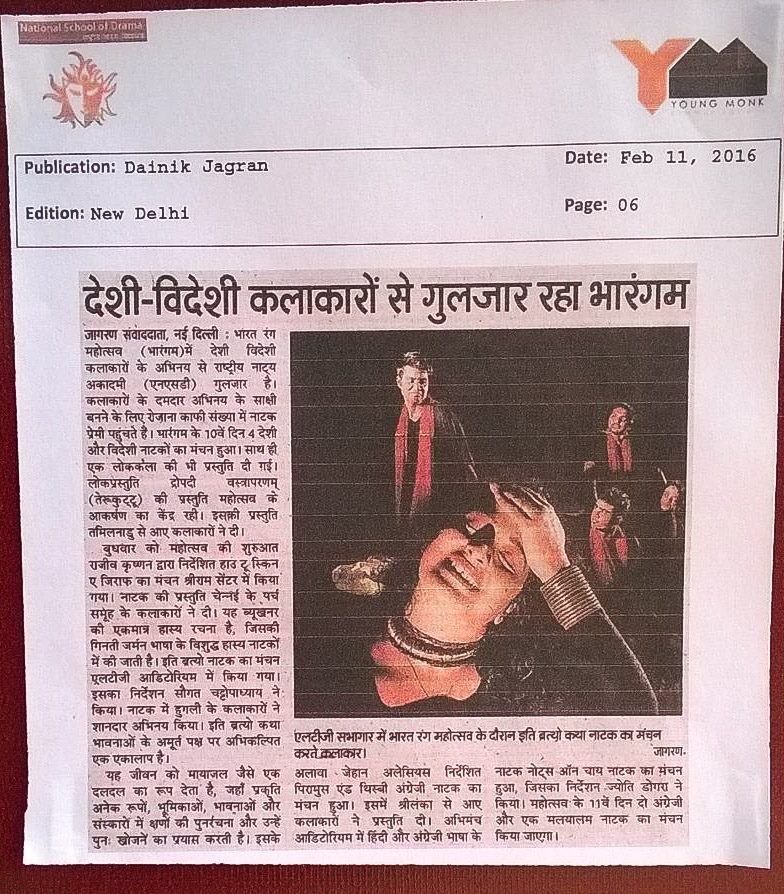 National School of Drama
YOUNG MONK
Publication: Dainik Jagran
Date: Feb 11, 2016
Edition: New Delhi
Page: 06
देशी-विदेशी कलाकारों से गुलजार रहा भारंगम
जागरण संवाददाता, नई दिल्ली : भारत रंग
महोत्सव (भारंगम)में देशी विदेशी
कलाकारों के अभिनय से राष्ट्रीय नाट्य
अकादमी (एनएसडी) गुलजार है।
कलाकारों के दमदार अभिनय के साक्षी
बनने के लिए रोजाना काफी संख्या में नाटक
प्रेमी पहुंचते है। भारंगम के 10वें दिन 4 देशी
और विदेशी नाटकों का मंचन हुआ। साथ ही
एक लोककला की भी प्रस्तुति दी गई।
लोकप्रस्तुति द्रोपदी वस्त्रापरणम्
(तेरूकुट्टू) की प्रस्तुति महोत्सव के
आकर्षण का केंद्र रही। इसकी प्रस्तुति
तमिलनाडु से आए कलाकारों ने दी।
बुधवार को महोत्सव की शुरुआत
राजीव कृष्णन द्वारा निर्देशित हाउ टू स्किन
ए जिराफ का मंचन श्रीराम सेंटर में किया
गया। नाटक की प्रस्तुति चेन्नई के पर्च
समूह के कलाकारों ने दी। यह ब्यूखनर
की एकमात्र हास्य रचना है, जिसकी
गिनती जर्मन भाषा के विशुद्ध हास्य नाटकों
में की जाती है। इति ब्रत्यो नाटक का मंचन
एलटीजी आडिटोरियम में किया गया।
इसका निर्देशन सौगत चट्टोपाध्याय ने
किया। नाटक में हुगली के कलाकारों ने
शानदार अभिनय किया। इति ब्रत्यो कथा
भावनाओं के अमूर्त पक्ष पर अभिकल्पित
एक एकालाप है।
यह जीवन को मायाजाल जैसे एक
दलदल का रूप देता है, जहाँ प्रकृति
अनेक रूपों, भूमिकाओं, भावनाओं और
संस्कारों में क्षणों की पुनर्रचना और उन्हें
पुनः खोजने का प्रयास करती है। इसके
एलटीजी सभागार में भारत रंग महोत्सव के दौरान इति ब्रत्यो कथा नाटक का मंचन
करते कलाकार। जागरण
अलावा जेहान अलेसियस निर्देशित
पिरामुस एंड थिस्बी अंग्रेजी नाटक का
मंचन हुआ। इसमें श्रीलंका से आए
कलाकारों ने प्रस्तुति दी। अभिमंच
आडिटोरियम में हिंदी और अंग्रेजी भाषा के
नाटक नोट्स ऑन चाय नाटक का मंचन
हुआ, जिसका निर्देशन ज्योति डोगरा ने
किया। महोत्सव के 11वें दिन दो अंग्रेजी
और एक मलयालम नाटक का मंचन
किया जाएगा।